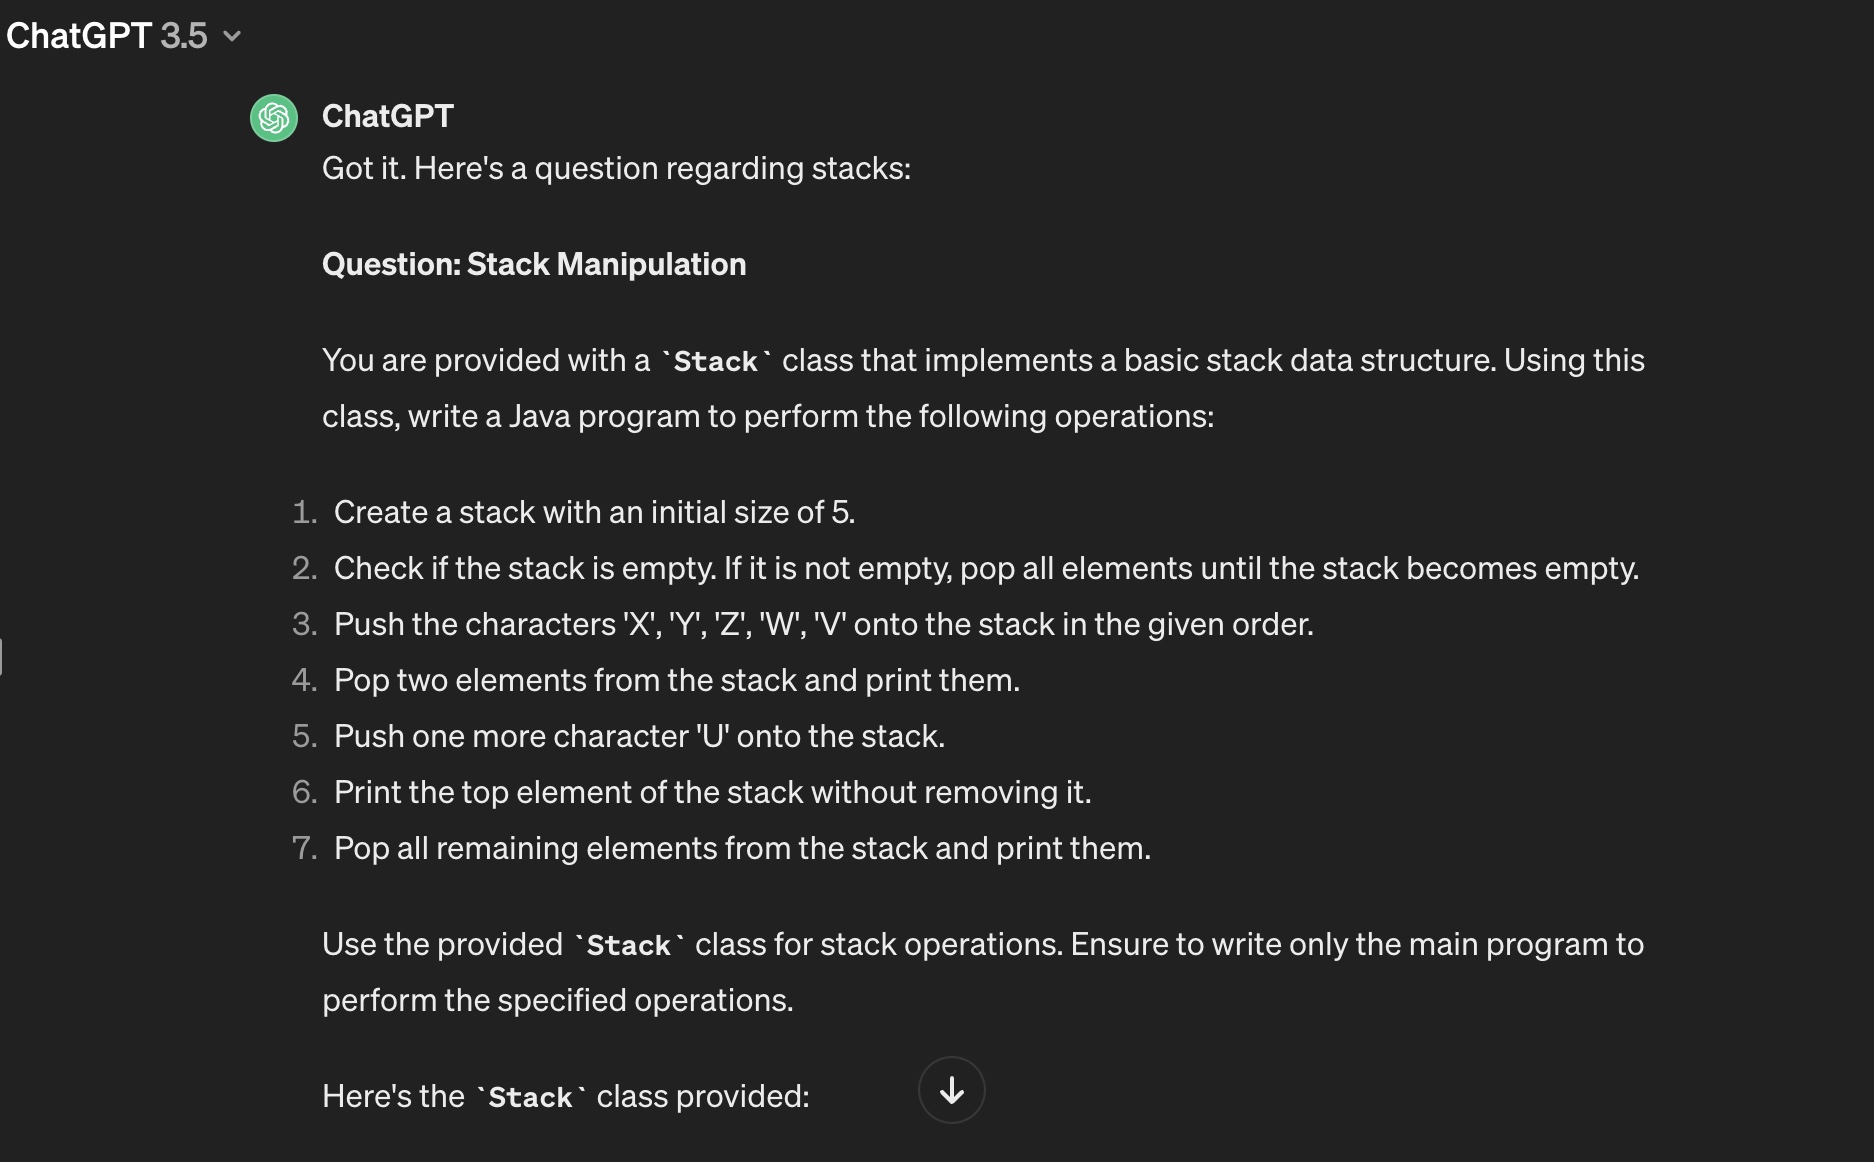 ChatGPT 3.5
ChatGPT
Got it. Here's a question regarding stacks:
Question: Stack Manipulation
You are provided with a `Stack` class that implements a basic stack data structure. Using this
class, write a Java program to perform the following operations:
1. Create a stack with an initial size of 5.
2. Check if the stack is empty. If it is not empty, pop all elements until the stack becomes empty.
3. Push the characters 'X', 'Y', 'Z', 'W', 'V' onto the stack in the given order.
4. Pop two elements from the stack and print them.
5. Push one more character 'U' onto the stack.
6. Print the top element of the stack without removing it.
7. Pop all remaining elements from the stack and print them.
Use the provided `Stack` class for stack operations. Ensure to write only the main program to
perform the specified operations.
Here's the `Stack` class provided: